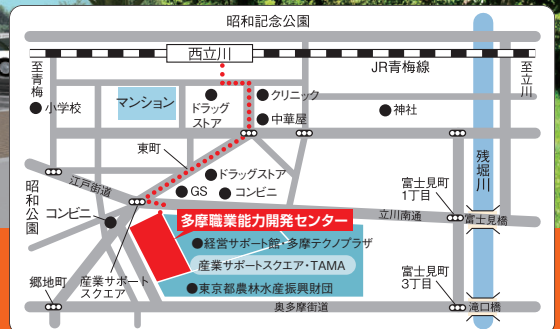 昭和記念公園
西立川
JR青梅線
至青梅
至立川
小学校
マンション
ドラッグ
ストア
クリニック
中華屋
神社
東町
ドラッグストア
GS
コンビニ
江戸街道
昭和公園
コンビニ
残堀川
富士見町
1丁目
立川南通
富士見橋
多摩職業能力開発センター
経営サポート館・多摩テクノプラザ
産業サポートスクエア・TAMA
東京都農林水産振興財団
郷地町
産業サポート
スクエア
富士見町
3丁目
奥多摩街道
滝口橋